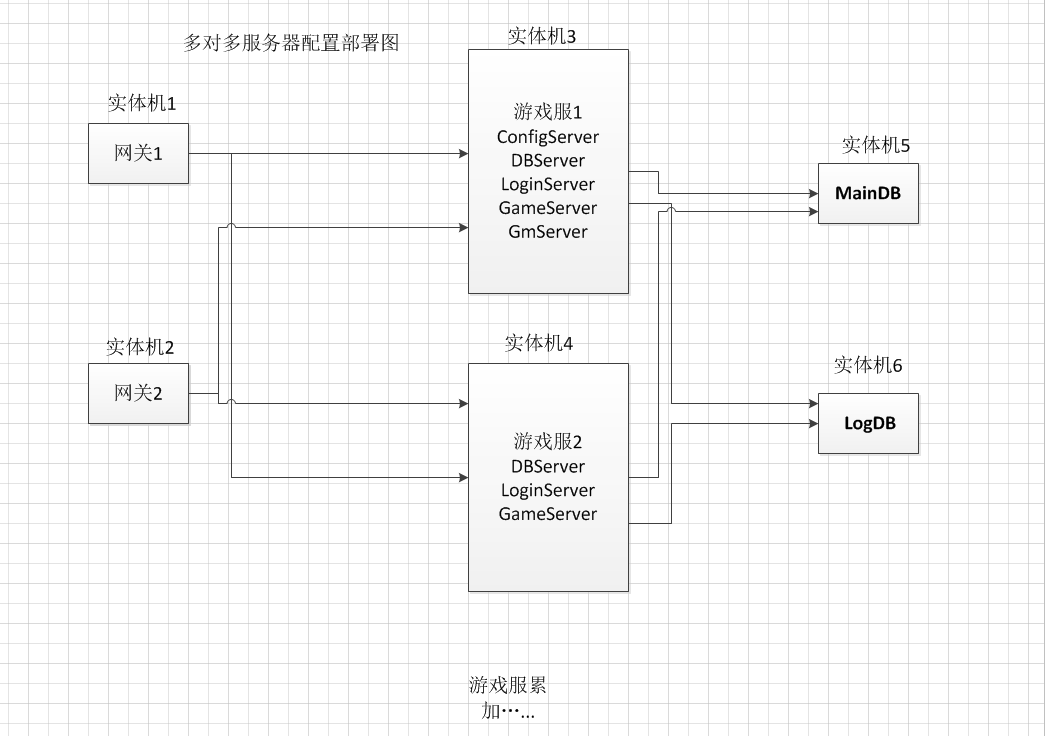 多对多服务器配置部署图
实体机1
网关1
实体机2
网关2
实体机3
游戏服1
ConfigServer
DBServer
LoginServer
GameServer
GmServer
实体机4
游戏服2
DBServer
LoginServer
GameServer
实体机5
MainDB
实体机6
LogDB
游戏服累
加……...